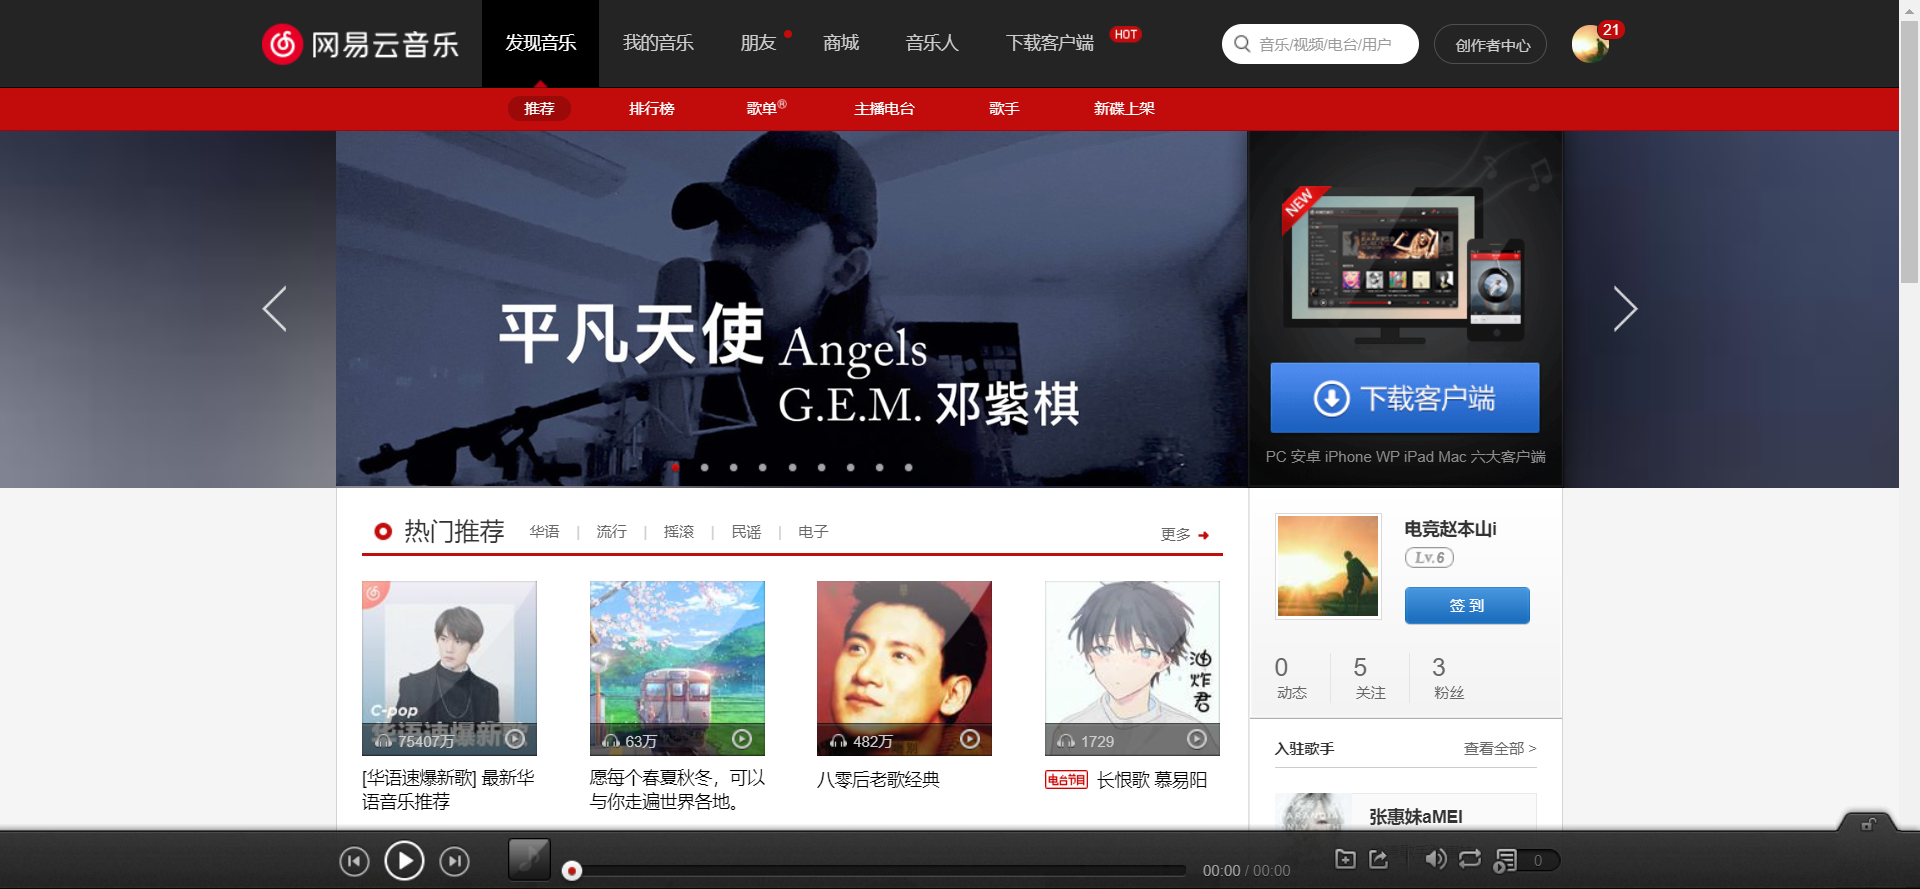 网易云音乐
发现音乐
我的音乐
朋友
商城
音乐人
下载客户端
HOT
音乐/视频/电台/用户
创作者中心
21
推荐
排行榜
歌单®
主播电台
歌手
新碟上架
NEW
平凡天使 Angels
G.E.M. 邓紫棋
下载客户端
PC 安卓 iPhone WP iPad Mac 六大客户端
热门推荐
华语 | 流行 | 摇滚 | 民谣 | 电子
更多
C-pop
华语速爆新歌
75407万
[华语速爆新歌] 最新华
语音乐推荐
63万
愿每个春夏秋冬，可以
与你走遍世界各地。
482万
八零后老歌经典
油炸君
1729
电台节目 长恨歌 慕易阳
电竞赵本山i
Lv.6
签 到
0
动态
5
关注
3
粉丝
入驻歌手
查看全部 >
张惠妹aMEI
00:00 / 00:00
0